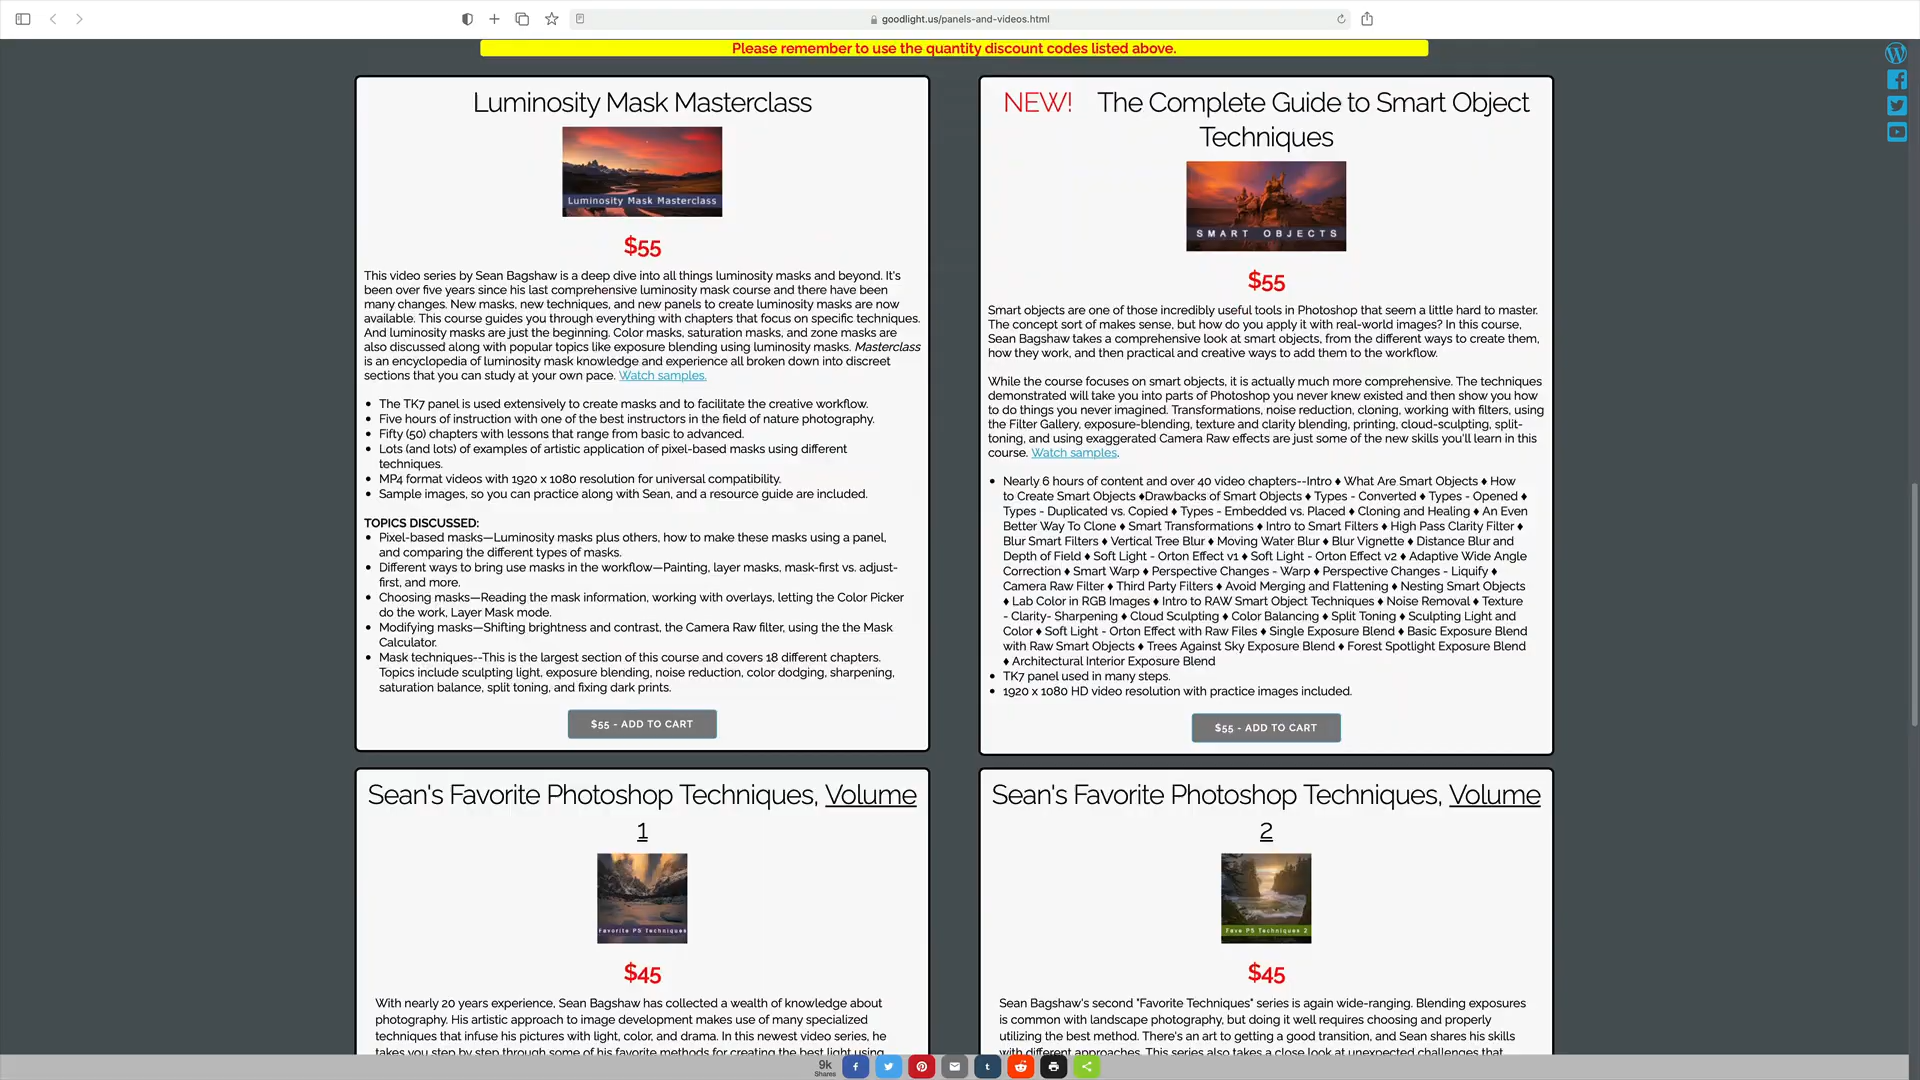 goodlight.us/panels-and-videos.html
Please remember to use the quantity discount codes listed above.
Luminosity Mask Masterclass
Luminosity Mask Masterclass
$55
This video series by Sean Bagshaw is a deep dive into all things luminosity masks and beyond. It's
been over five years since his last comprehensive luminosity mask course and there have been
many changes. New masks, new techniques, and new panels to create luminosity masks are now
available. This course guides you through everything with chapters that focus on specific techniques.
And luminosity masks are just the beginning. Color masks, saturation masks, and zone masks are
also discussed along with popular topics like exposure blending using luminosity masks. Masterclass
is an encyclopedia of luminosity mask knowledge and experience all broken down into discreet
sections that you can study at your own pace. Watch samples.
• The TK7 panel is used extensively to create masks and to facilitate the creative workflow.
• Five hours of instruction with one of the best instructors in the field of nature photography.
• Fifty (50) chapters with lessons that range from basic to advanced.
• Lots (and lots) of examples of artistic application of pixel-based masks using different
techniques.
• MP4 format videos with 1920 x 1080 resolution for universal compatibility.
• Sample images, so you can practice along with Sean, and a resource guide are included.
TOPICS DISCUSSED:
• Pixel-based masks—Luminosity masks plus others, how to make these masks using a panel,
and comparing the different types of masks.
• Different ways to bring use masks in the workflow—Painting, layer masks, mask-first vs. adjust-
first, and more.
• Choosing masks—Reading the mask information, working with overlays, letting the Color Picker
do the work, Layer Mask mode.
• Modifying masks—Shifting brightness and contrast, the Camera Raw filter, using the the Mask
Calculator.
• Mask techniques--This is the largest section of this course and covers 18 different chapters.
Topics include sculpting light, exposure blending, noise reduction, color dodging, sharpening,
saturation balance, split toning, and fixing dark prints.
$55 - ADD TO CART
NEW! The Complete Guide to Smart Object
Techniques
SMART OBJECTS
$55
Smart objects are one of those incredibly useful tools in Photoshop that seem a little hard to master.
The concept sort of makes sense, but how do you apply it with real-world images? In this course,
Sean Bagshaw takes a comprehensive look at smart objects, from the different ways to create them,
how they work, and then practical and creative ways to add them to the workflow.
While the course focuses on smart objects, it is actually much more comprehensive. The techniques
demonstrated will take you into parts of Photoshop you never knew existed and then show you how
to do things you never imagined. Transformations, noise reduction, cloning, working with filters, using
the Filter Gallery, exposure-blending, texture and clarity blending, printing, cloud-sculpting, split-
toning, and using exaggerated Camera Raw effects are just some of the new skills you'll learn in this
course. Watch samples.
• Nearly 6 hours of content and over 40 video chapters--Intro ♦ What Are Smart Objects ♦ How
to Create Smart Objects ♦Drawbacks of Smart Objects ♦ Types - Converted ♦ Types - Opened ♦
Types - Duplicated vs. Copied ♦ Types - Embedded vs. Placed ♦ Cloning and Healing ♦ An Even
Better Way To Clone ♦ Smart Transformations ♦ Intro to Smart Filters ♦ High Pass Clarity Filter ♦
Blur Smart Filters ♦ Vertical Tree Blur ♦ Moving Water Blur ♦ Blur Vignette ♦ Distance Blur and
Depth of Field ♦ Soft Light - Orton Effect v1 ♦ Soft Light - Orton Effect v2 ♦ Adaptive Wide Angle
Correction ♦ Smart Warp ♦ Perspective Changes - Warp ♦ Perspective Changes - Liquify ♦
Camera Raw Filter ♦ Third Party Filters ♦ Avoid Merging and Flattening ♦ Nesting Smart Objects
♦ Lab Color in RGB Images ♦ Intro to RAW Smart Object Techniques ♦ Noise Removal ♦ Texture
- Clarity- Sharpening ♦ Cloud Sculpting ♦ Color Balancing ♦ Split Toning ♦ Sculpting Light and
Color ♦ Soft Light - Orton Effect with Raw Files ♦ Single Exposure Blend ♦ Basic Exposure Blend
with Raw Smart Objects ♦ Trees Against Sky Exposure Blend ♦ Forest Spotlight Exposure Blend
♦ Architectural Interior Exposure Blend
• TK7 panel used in many steps.
• 1920 x 1080 HD video resolution with practice images included.
$55 - ADD TO CART
Sean's Favorite Photoshop Techniques, Volume
1
Favorite PS Techniques
$45
With nearly 20 years experience, Sean Bagshaw has collected a wealth of knowledge about
photography. His artistic approach to image development makes use of many specialized
techniques that infuse his pictures with light, color, and drama. In this newest video series, he
takes you step by step through some of his favorite methods for creating the best light using
Sean's Favorite Photoshop Techniques, Volume
2
Fave PS Techniques 2
$45
Sean Bagshaw's second "Favorite Techniques" series is again wide-ranging. Blending exposures
is common with landscape photography, but doing it well requires choosing and properly
utilizing the best method. There's an art to getting a good transition, and Sean shares his skills
with different approaches. This series also takes a close look at unexpected challenges that
9k
Shares